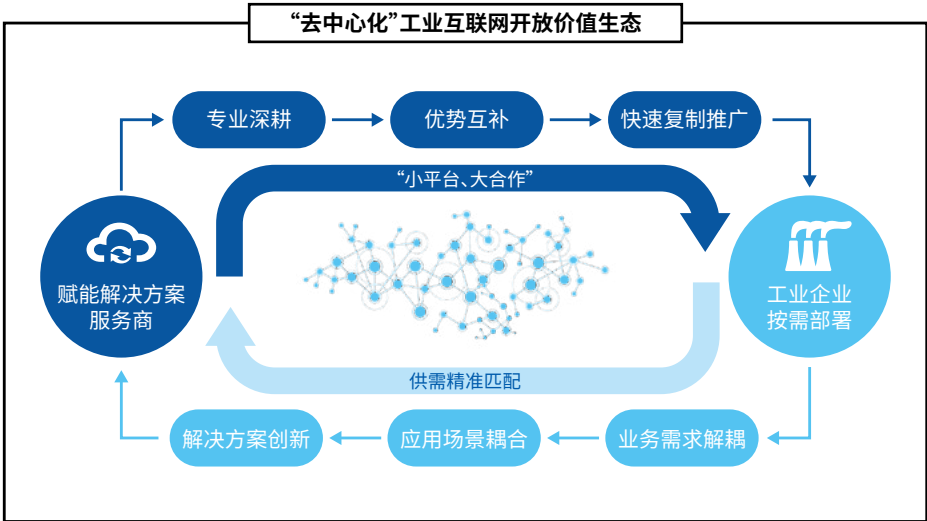 “去中心化”工业互联网开放价值生态
专业深耕
优势互补
快速复制推广
“小平台、大合作”
赋能解决方案
服务商
工业企业
按需部署
供需精准匹配
解决方案创新
应用场景耦合
业务需求解耦